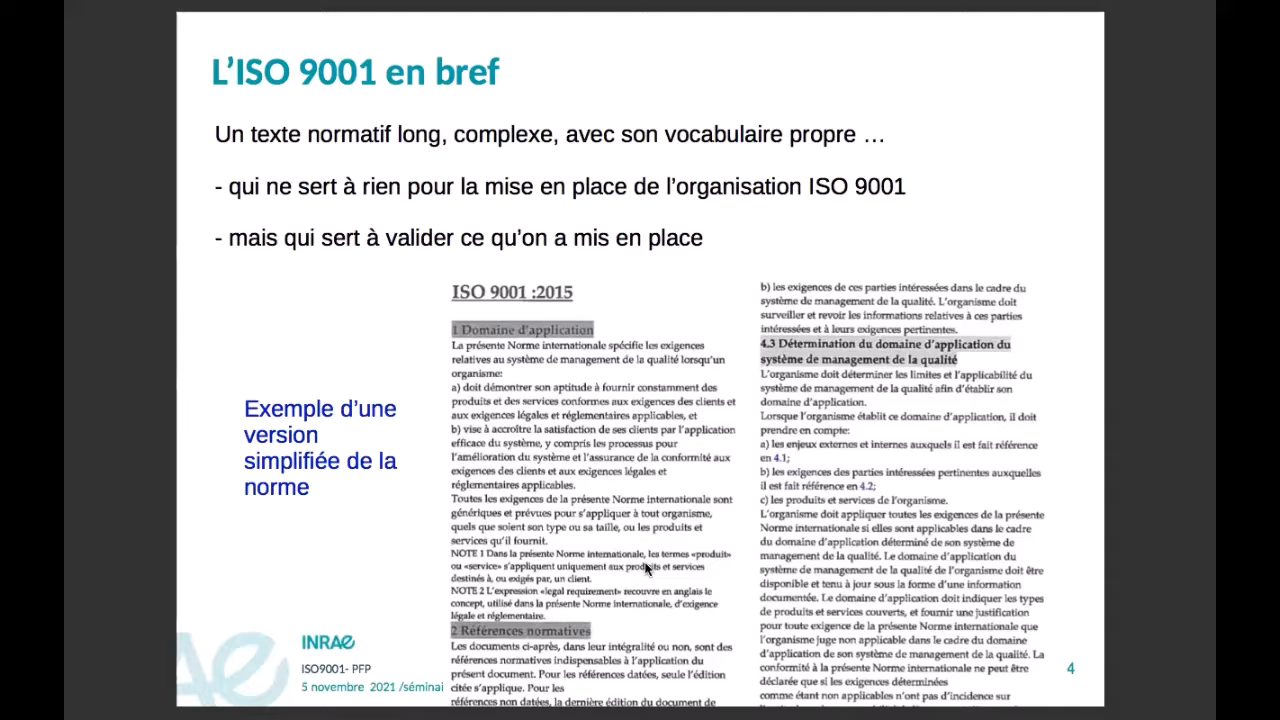 L'ISO 9001 en bref
Un texte normatif long, complexe, avec son vocabulaire propre …
- qui ne sert à rien pour la mise en place de l'organisation ISO 9001
- mais qui sert à valider ce qu'on a mis en place
Exemple d'une
version
simplifiée de la
norme
ISO 9001 :2015
1 Domaine d'application
La présente Norme internationale spécifie les exigences
relatives au système de management de la qualité lorsqu'un
organisme:
a) doit démontrer son aptitude à fournir constamment des
produits et des services conformes aux exigences des clients et
aux exigences légales et réglementaires applicables, et
b) vise à accroître la satisfaction de ses clients par l'application
efficace du système, y compris les processus pour
l'amélioration du système et l'assurance de la conformité aux
exigences des clients et aux exigences légales et
réglementaires applicables.
Toutes les exigences de la présente Norme internationale sont
génériques et prévues pour s'appliquer à tout organisme,
quels que soient son type ou sa taille, ou les produits et
services qu'il fournit.
NOTE 1 Dans la présente Norme internationale, les termes «produit»
ou «service» s'appliquent uniquement aux produits et services
destinés à, ou exigés par, un client.
NOTE 2 L'expression «legal requirement» recouvre en anglais le
concept, utilisé dans la présente Norme internationale, d'exigence
légale et réglementaire.
2 Références normatives
Les documents ci-après, dans leur intégralité ou non, sont des
références normatives indispensables à l'application du
présent document. Pour les références datées, seule l'édition
citée s'applique. Pour les
références non datées, la dernière édition du document de
b) les exigences de ces parties intéressées dans le cadre du
système de management de la qualité. L'organisme doit
surveiller et revoir les informations relatives à ces parties
intéressées et à leurs exigences pertinentes.
4.3 Détermination du domaine d'application du
système de management de la qualité
L'organisme doit déterminer les limites et l'applicabilité du
système de management de la qualité afin d'établir son
domaine d'application.
Lorsque l'organisme établit ce domaine d'application, il doit
prendre en compte:
a) les enjeux externes et internes auxquels il est fait référence
en 4.1;
b) les exigences des parties intéressées pertinentes auxquelles
il est fait référence en 4.2;
c) les produits et services de l'organisme.
L'organisme doit appliquer toutes les exigences de la présente
Norme internationale si elles sont applicables dans le cadre
du domaine d'application déterminé de son système de
management de la qualité. Le domaine d'application du
système de management de la qualité de l'organisme doit être
disponible et tenu à jour sous la forme d'une information
documentée. Le domaine d'application doit indiquer les types
de produits et services couverts, et fournir une justification
pour toute exigence de la présente Norme internationale que
l'organisme juge non applicable dans le cadre du domaine
d'application de son système de management de la qualité. La
conformité à la présente Norme internationale ne peut être
déclarée que si les exigences déterminées
comme étant non applicables n'ont pas d'incidence sur
INRAE
ISO9001- PFP
5 novembre 2021 /séminai
4